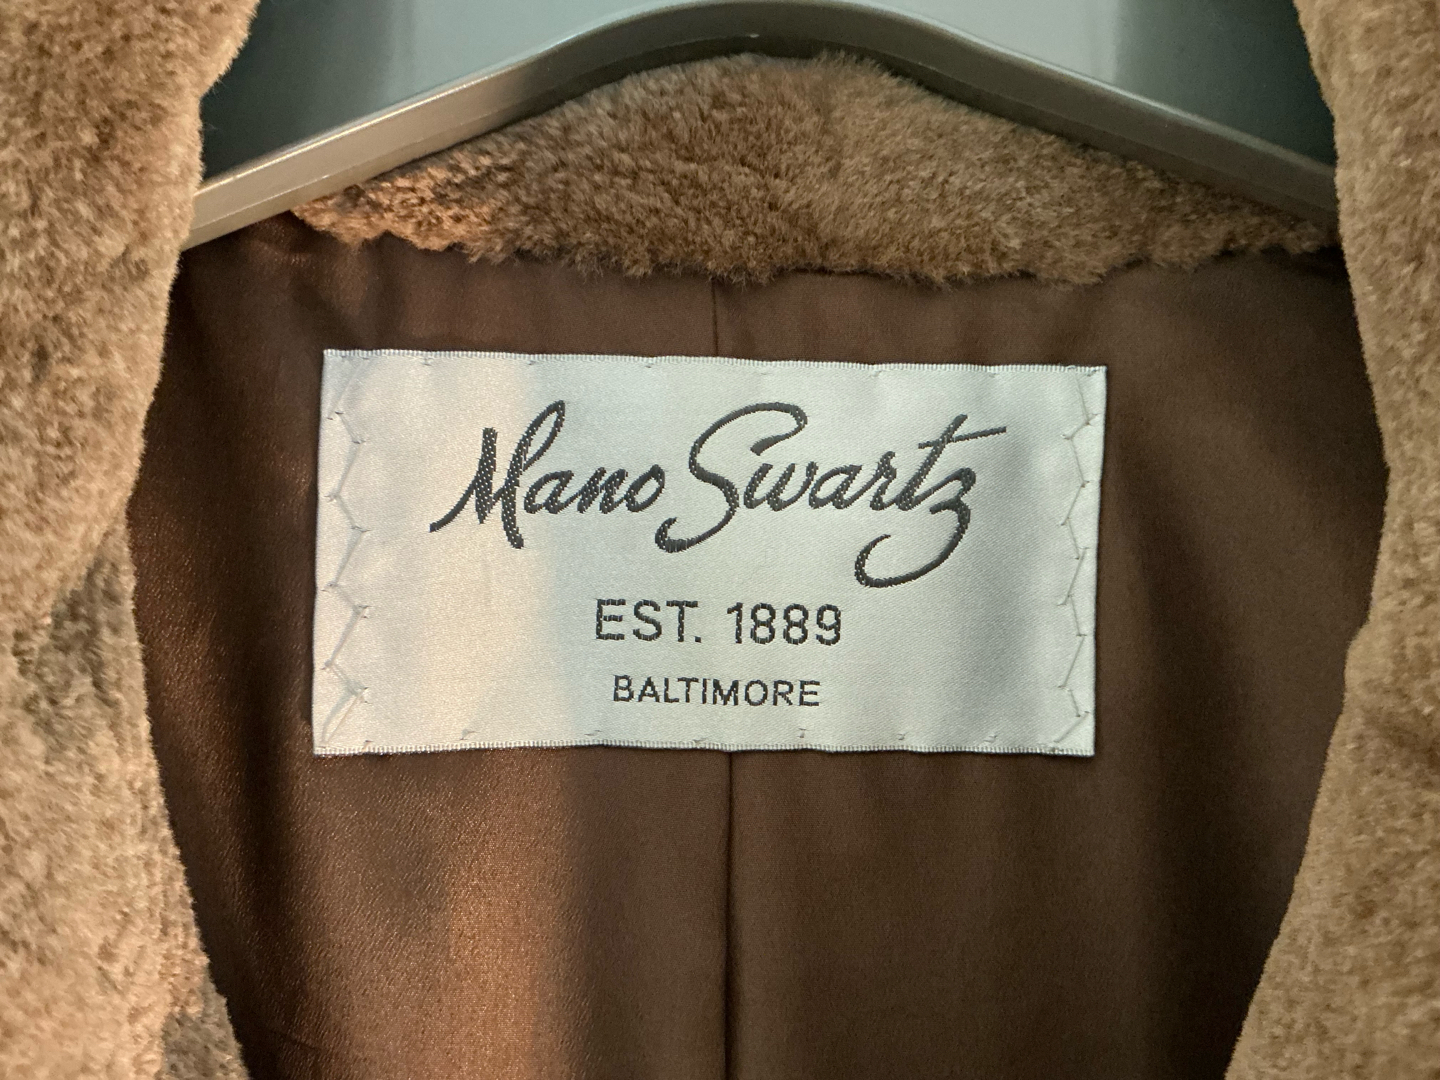 Mano Swartz
EST. 1889
BALTIMORE